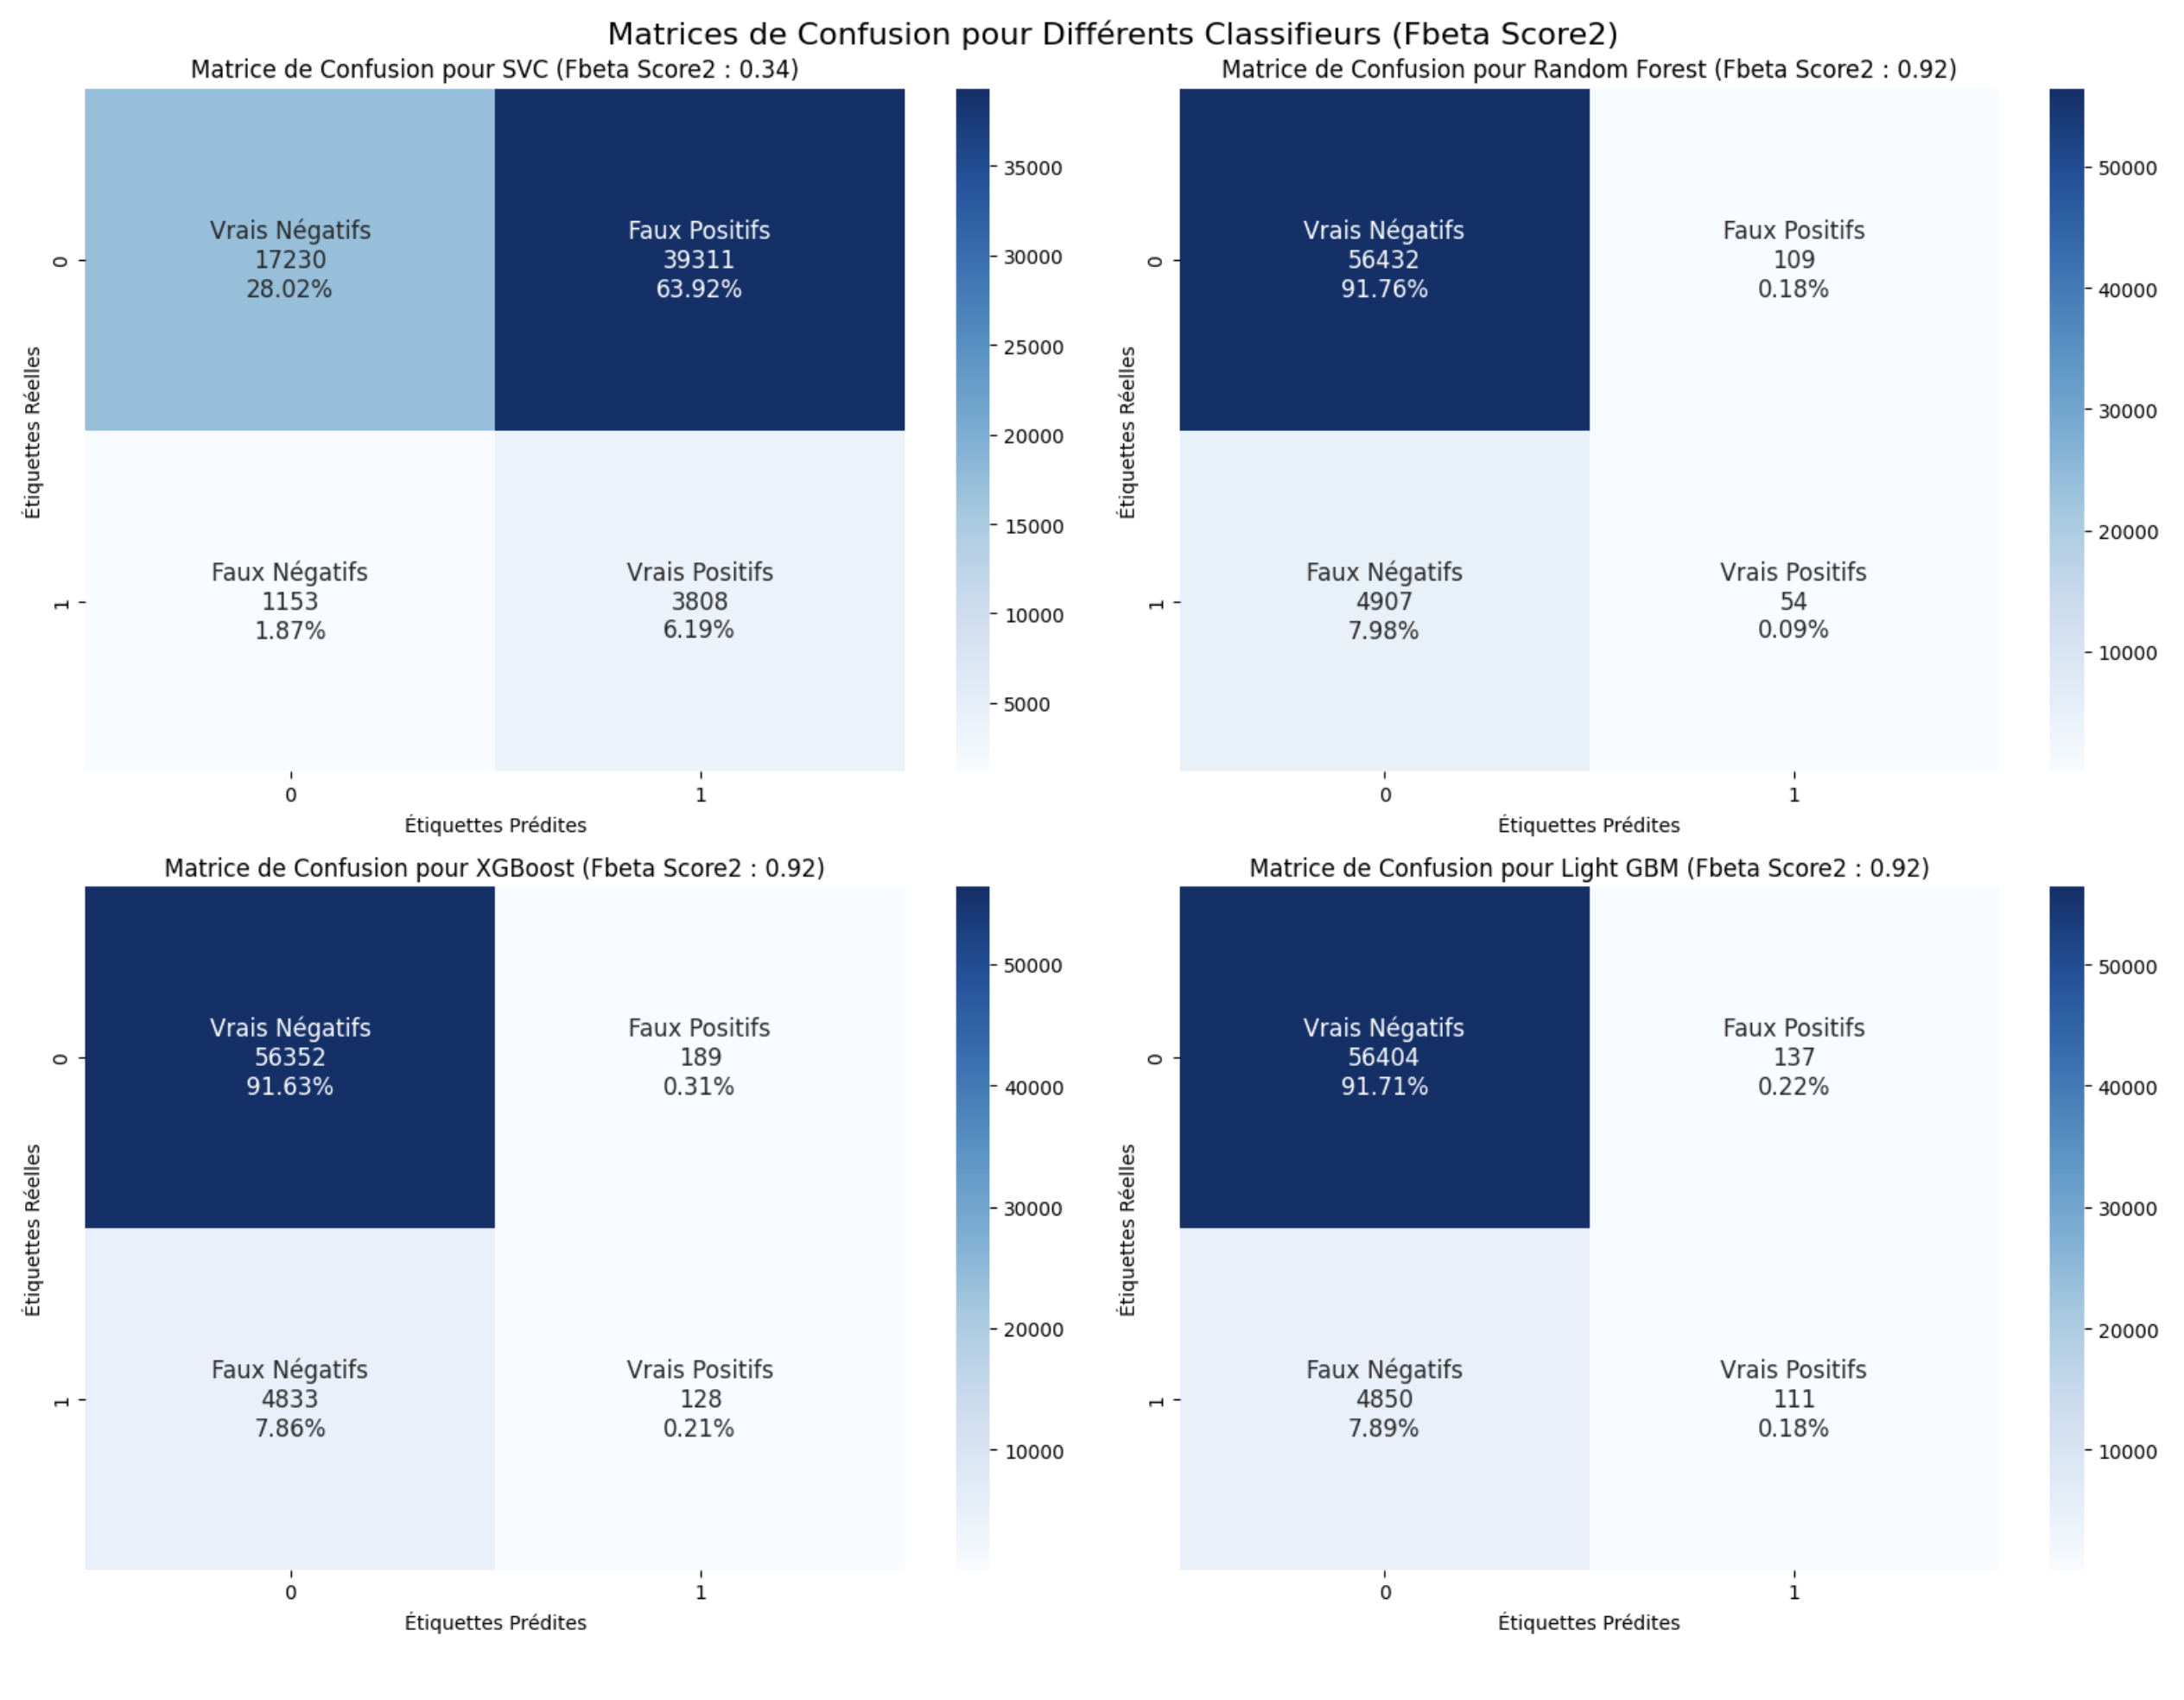 Matrices de Confusion pour Différents Classifieurs (Fbeta Score2)
Matrice de Confusion pour SVC (Fbeta Score2 : 0.34)
Étiquettes Réelles
0
1
Vrais Négatifs
17230
28.02%
Faux Positifs
39311
63.92%
Faux Négatifs
1153
1.87%
Vrais Positifs
3808
6.19%
0
1
Étiquettes Prédites
35000
30000
25000
20000
15000
10000
5000
Matrice de Confusion pour Random Forest (Fbeta Score2 : 0.92)
Étiquettes Réelles
0
1
Vrais Négatifs
56432
91.76%
Faux Positifs
109
0.18%
Faux Négatifs
4907
7.98%
Vrais Positifs
54
0.09%
0
1
Étiquettes Prédites
50000
40000
30000
20000
10000
Matrice de Confusion pour XGBoost (Fbeta Score2 : 0.92)
Étiquettes Réelles
0
1
Vrais Négatifs
56352
91.63%
Faux Positifs
189
0.31%
Faux Négatifs
4833
7.86%
Vrais Positifs
128
0.21%
0
1
Étiquettes Prédites
50000
40000
30000
20000
10000
Matrice de Confusion pour Light GBM (Fbeta Score2 : 0.92)
Étiquettes Réelles
0
1
Vrais Négatifs
56404
91.71%
Faux Positifs
137
0.22%
Faux Négatifs
4850
7.89%
Vrais Positifs
111
0.18%
0
1
Étiquettes Prédites
50000
40000
30000
20000
10000